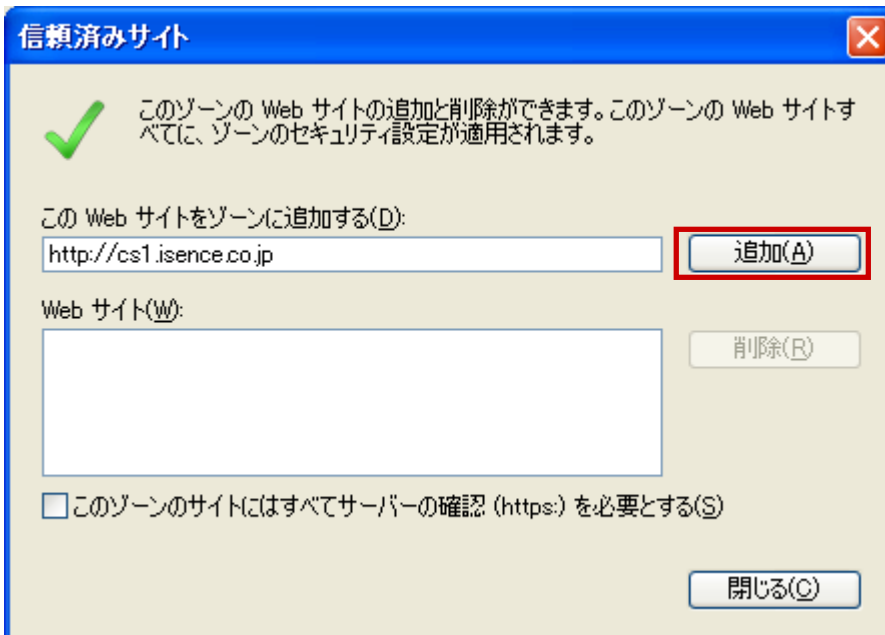 信頼済みサイト
このゾーンの Web サイトの追加と削除ができます。このゾーンの Web サイトす
べてに、ゾーンのセキュリティ設定が適用されます。
この Web サイトをゾーンに追加する(D):
http://cs1.isence.co.jp
追加(A)
Web サイト(W):
削除(R)
このゾーンのサイトにはすべてサーバーの確認 (https:) を必要とする(S)
閉じる(C)